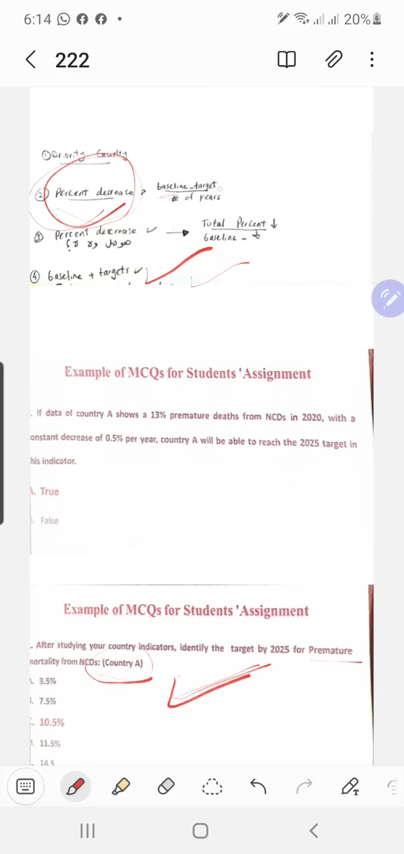 6:14
20%
222
① Priority Country
② Percent decrease ? baseline - target
# of years
③ Percent decrease ✓ → Total Percent ↓
baseline -
④ baseline + targets ✓
Example of MCQs for Students 'Assignment
. If data of country A shows a 13% premature deaths from NCDs in 2020, with a
onstant decrease of 0.5% per year, country A will be able to reach the 2025 target in
his indicator.
. True
. False
Example of MCQs for Students 'Assignment
. After studying your country indicators, identify the target by 2025 for Premature
mortality from NCDs: (Country A)
. 3.5%
. 7.5%
. 10.5%
. 11.5%
. 14.5